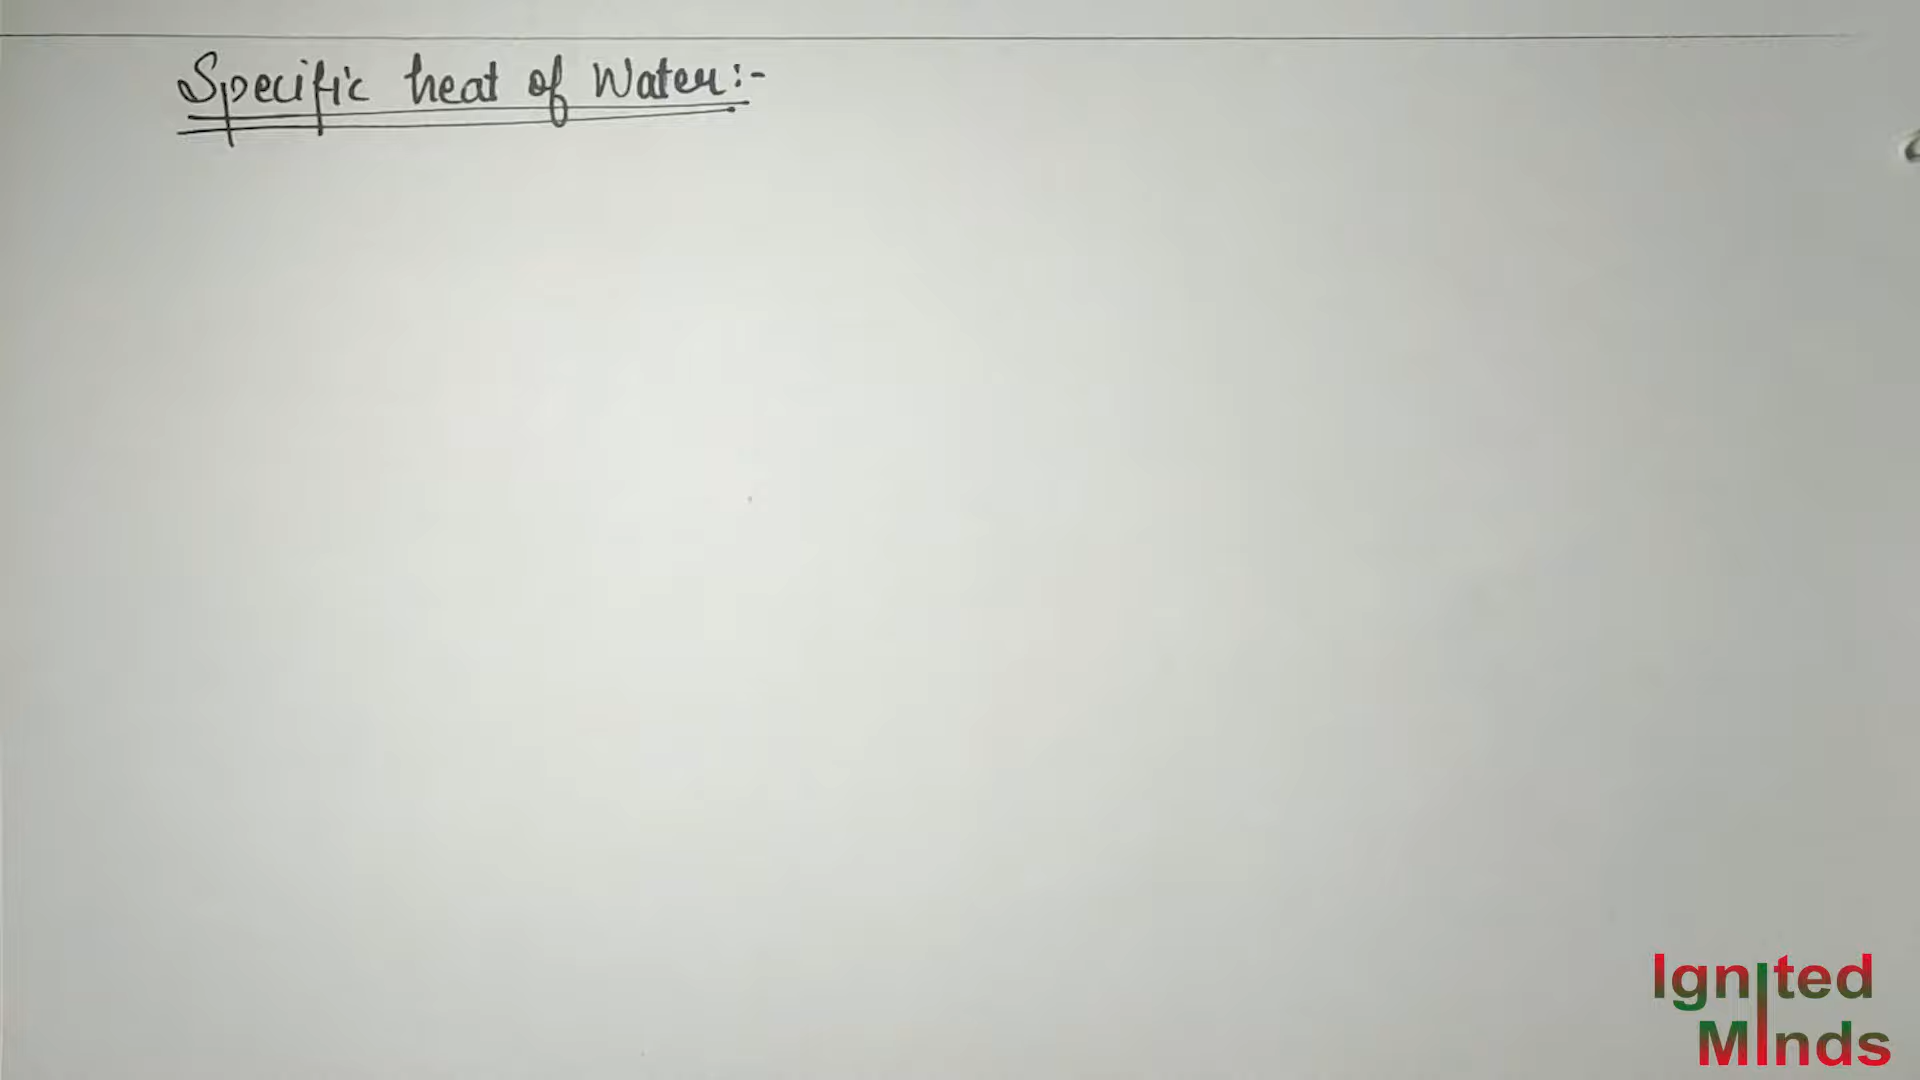 Specific heat of Water:-
Ignited
Minds